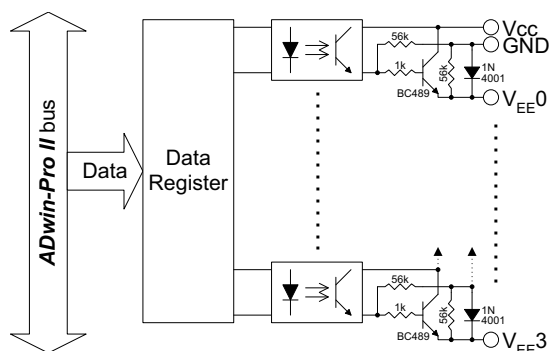 ADwin-Pro II bus
Data
Data
Register
56k
1k
BC489
56k
1N
4001
Vcc
GND
VEE0
56k
1k
BC489
56k
1N
4001
VEE3